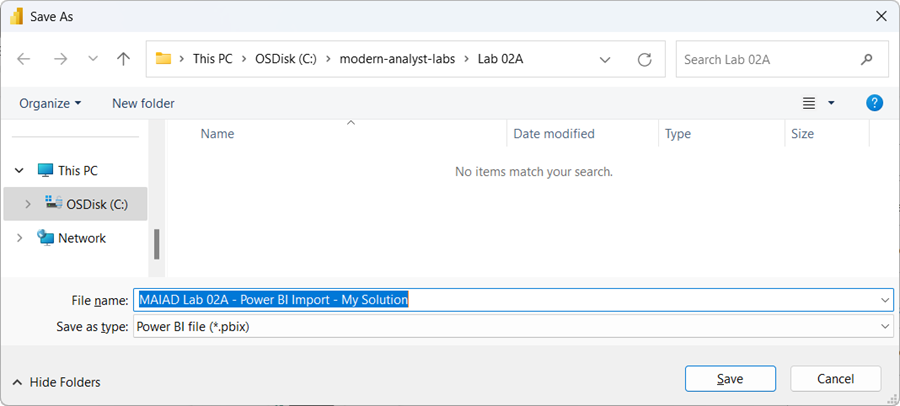 Save As
This PC > OSDisk (C:) > modern-analyst-labs > Lab 02A
Search Lab 02A
Organize
New folder
?
Name
Date modified
Type
Size
No items match your search.
This PC
OSDisk (C:)
Network
File name: MAIAD Lab 02A - Power BI Import - My Solution
Save as type: Power BI file (*.pbix)
Hide Folders
Save
Cancel